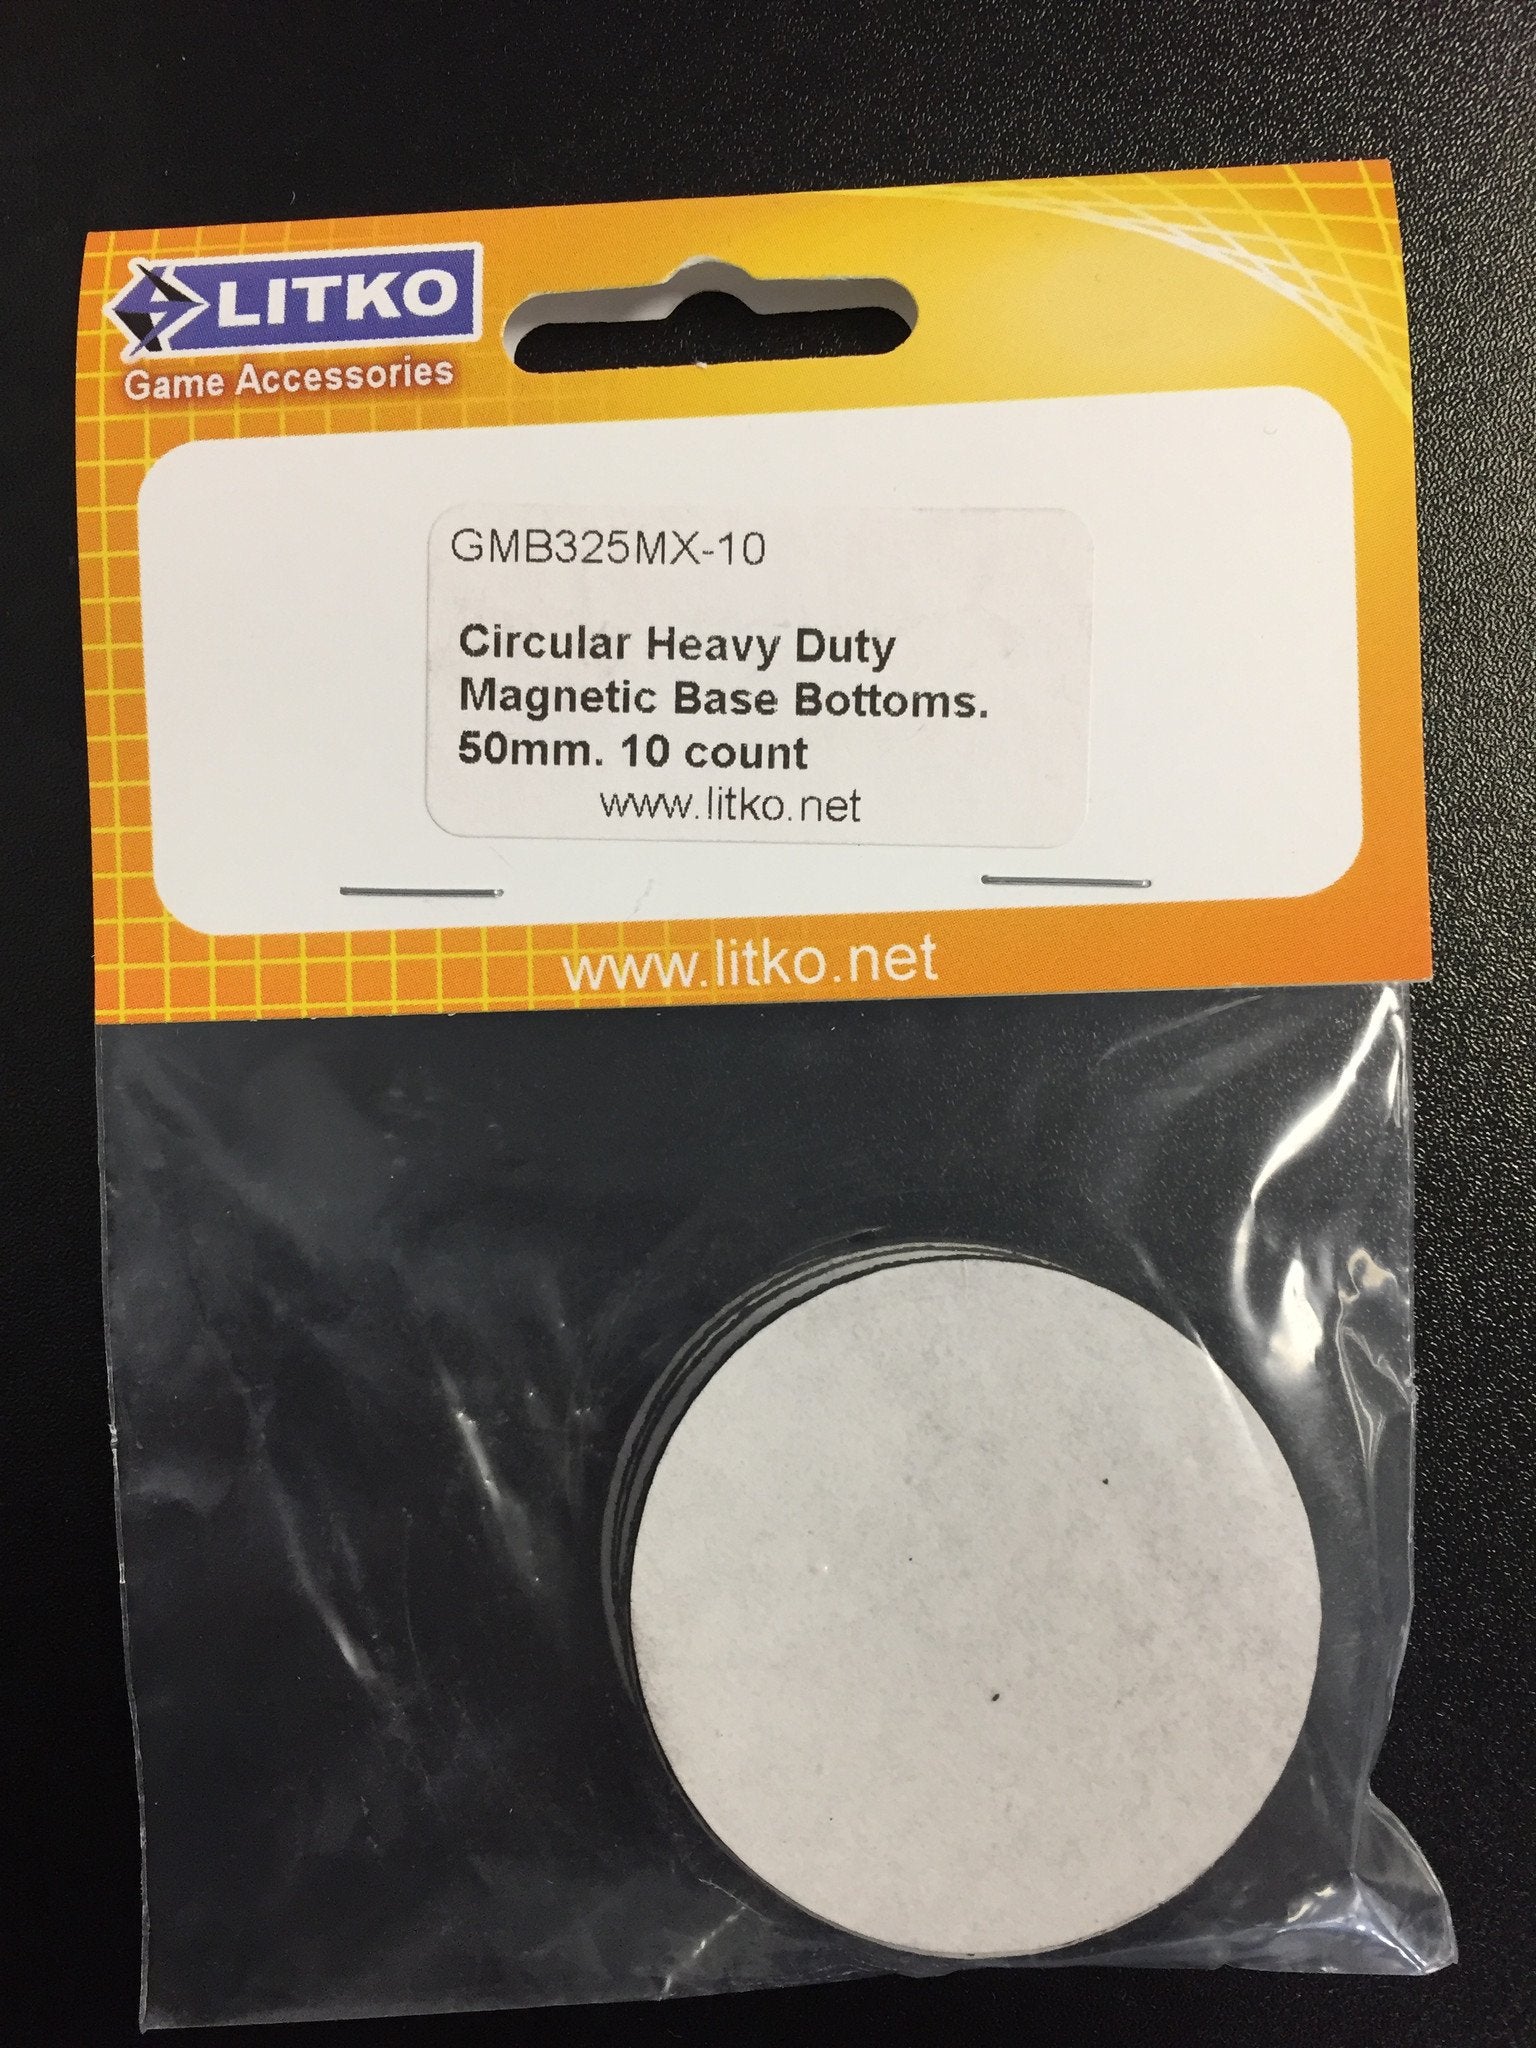 LITKO
Game Accessories
GMB325MX-10
Circular Heavy Duty
Magnetic Base Bottoms.
50mm. 10 count
www.litko.net
www.litko.net